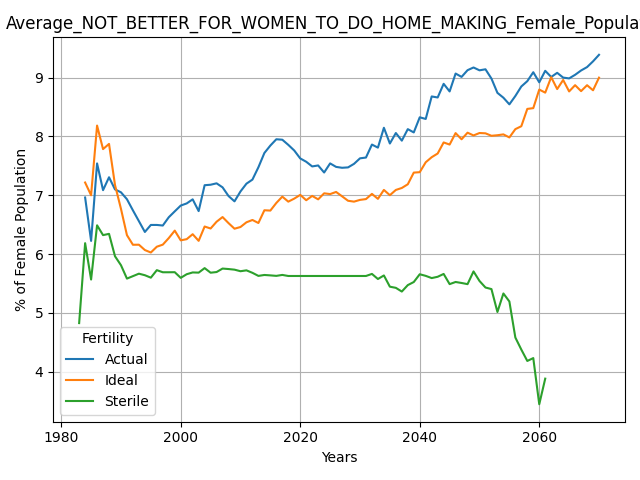 Average_NOT_BETTER_FOR_WOMEN_TO_DO_HOME_MAKING_Female_Popula
9
8
7
6
5
4
% of Female Population
Fertility
Actual
Ideal
Sterile
1980 2000 2020 2040 2060
Years